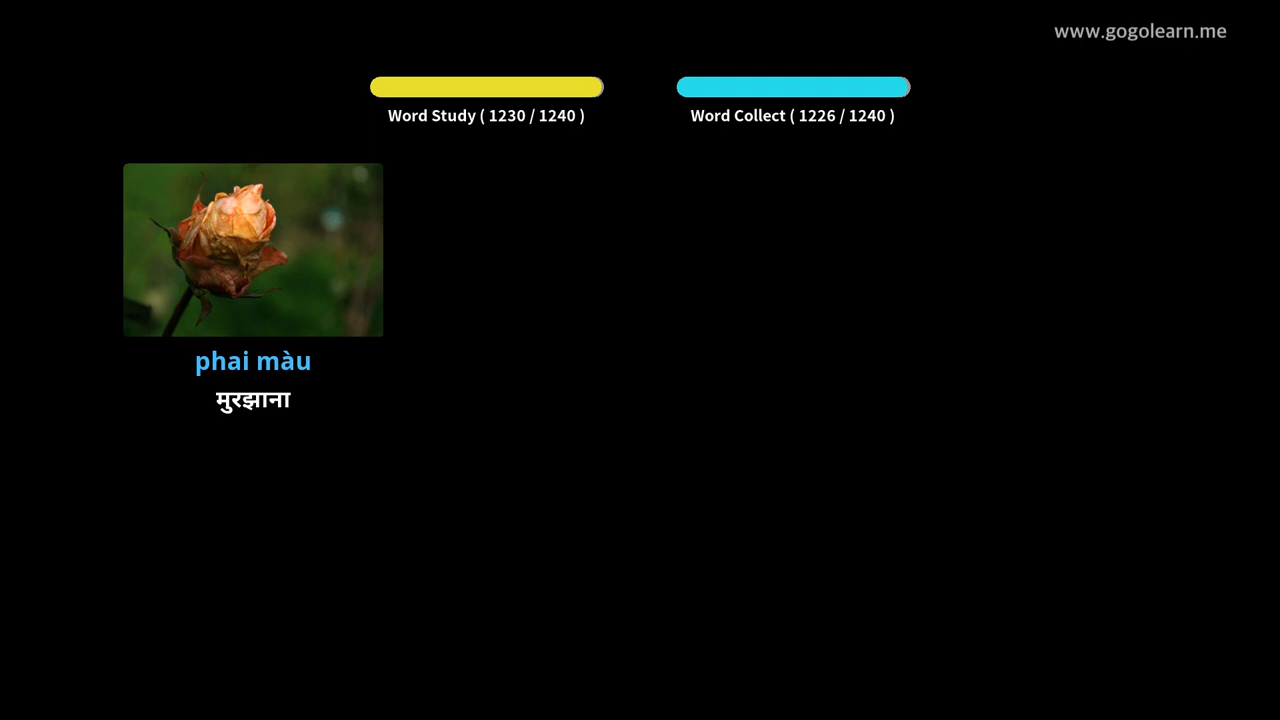 www.gogolearn.me
Word Study ( 1230 / 1240 )
Word Collect ( 1226 / 1240 )
phai màu
मुरझाना